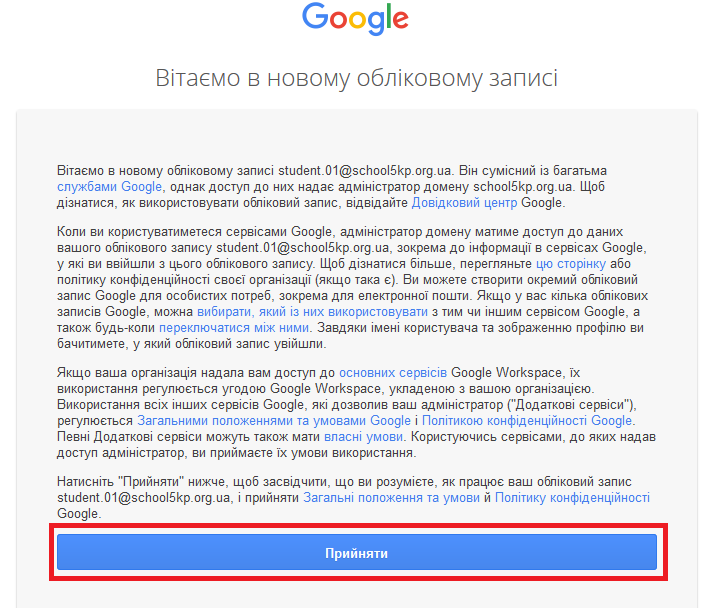 Google
Вітаємо в новому обліковому записі
Вітаємо в новому обліковому записі student.01@school5kp.org.ua. Він сумісний із багатьма
службами Google, однак доступ до них надає адміністратор домену school5kp.org.ua. Щоб
дізнатися, як використовувати обліковий запис, відвідайте Довідковий центр Google.
Коли ви користуватиметеся сервісами Google, адміністратор домену матиме доступ до даних
вашого облікового запису student.01@school5kp.org.ua, зокрема до інформації в сервісах Google,
у які ви ввійшли з цього облікового запису. Щоб дізнатися більше, перегляньте цю сторінку або
політику конфіденційності своєї організації (якщо така є). Ви можете створити окремий обліковий
запис Google для особистих потреб, зокрема для електронної пошти. Якщо у вас кілька облікових
записів Google, можна вибирати, який із них використовувати з тим чи іншим сервісом Google, а
також будь-коли переключатися між ними. Завдяки імені користувача та зображенню профілю ви
бачитимете, у який обліковий запис увійшли.
Якщо ваша організація надала вам доступ до основних сервісів Google Workspace, їх
використання регулюється угодою Google Workspace, укладеною з вашою організацією.
Використання всіх інших сервісів Google, які дозволив ваш адміністратор ("Додаткові сервіси"),
регулюється Загальними положеннями та умовами Google і Політикою конфіденційності Google.
Певні Додаткові сервіси можуть також мати власні умови. Користуючись сервісами, до яких надав
доступ адміністратор, ви приймаєте їх умови використання.
Натисніть "Прийняти" нижче, щоб засвідчити, що ви розумієте, як працює ваш обліковий запис
student.01@school5kp.org.ua, і прийняти Загальні положення та умови й Політику конфіденційності
Google.
Прийняти